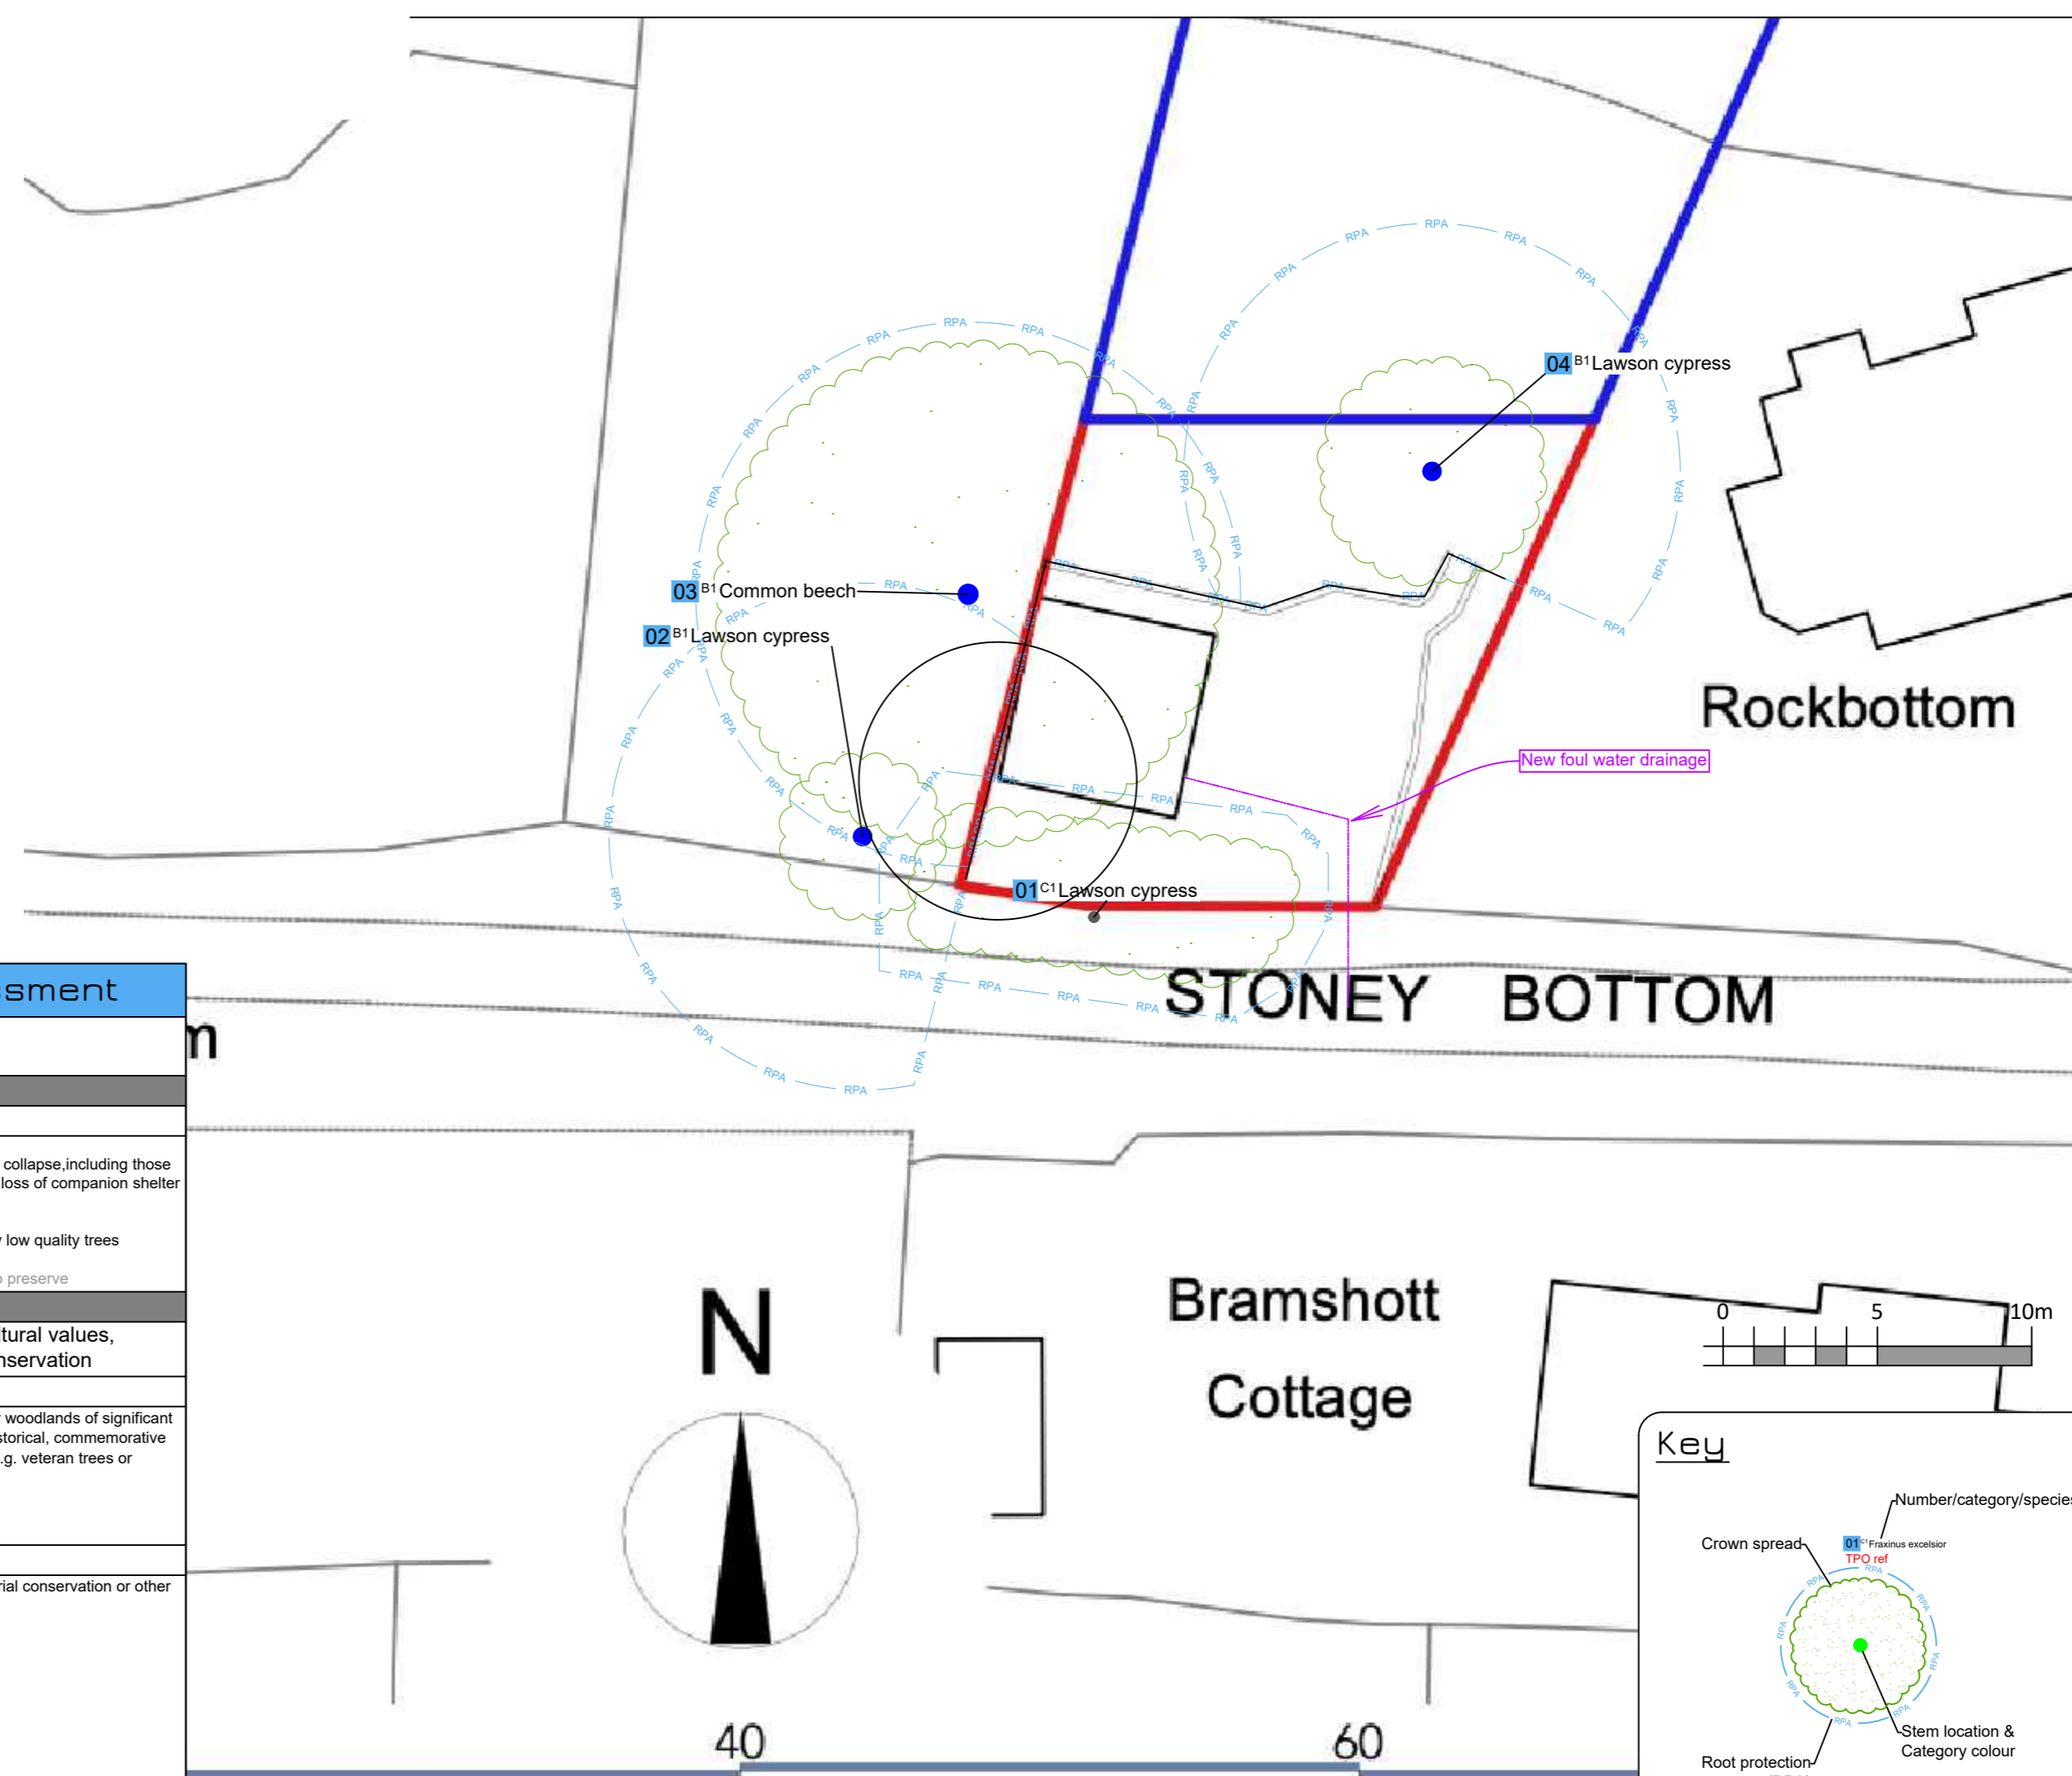 04 B1 Lawson cypress
03 B1 Common beech
02 B1 Lawson cypress
Rockbottom
New foul water drainage
01 C1 Lawson cypress
STONEY BOTTOM
RPA
ssment
m
collapse,including those
loss of companion shelter
low quality trees
preserve
tural values,
nservation
woodlands of significant
storical, commemorative
.g. veteran trees or
rial conservation or other
N
Bramshott
Cottage
0 5 10m
Key
Number/category/species
Crown spread
01 C1 Fraxinus excelsior
TPO ref
RPA
Stem location &
Category colour
Root protection
40 60